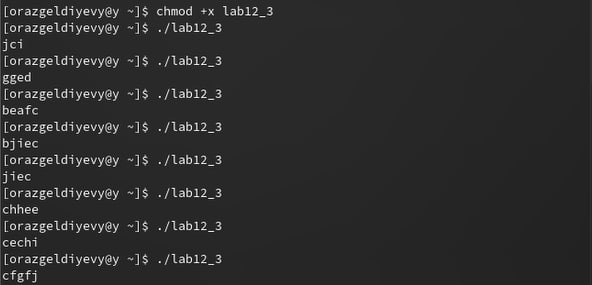 [orazgeldiyevy@y ~]$ chmod +x lab12_3
[orazgeldiyevy@y ~]$ ./lab12_3
jci
[orazgeldiyevy@y ~]$ ./lab12_3
gged
[orazgeldiyevy@y ~]$ ./lab12_3
beafc
[orazgeldiyevy@y ~]$ ./lab12_3
bjiec
[orazgeldiyevy@y ~]$ ./lab12_3
jiec
[orazgeldiyevy@y ~]$ ./lab12_3
chhee
[orazgeldiyevy@y ~]$ ./lab12_3
cechi
[orazgeldiyevy@y ~]$ ./lab12_3
cfgfj